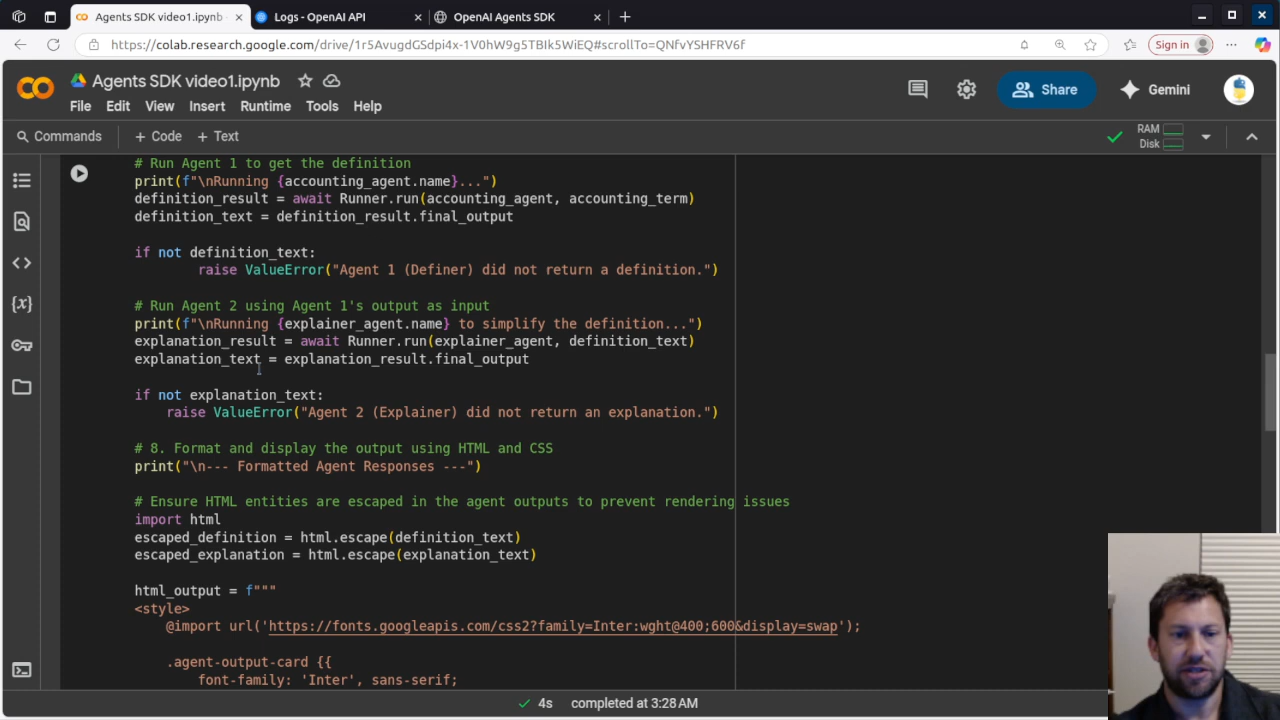 Agents SDK video1.ipynb
Logs - OpenAI API
OpenAI Agents SDK
https://colab.research.google.com/drive/1r5AvugdGSdpi4x-1V0hW9g5TBIk5WiEQ#scrollTo=QNfvYSHFRV6f
Sign in
Agents SDK video1.ipynb
File Edit View Insert Runtime Tools Help
Share
Gemini
Commands + Code + Text
RAM
Disk
# Run Agent 1 to get the definition
print(f"\nRunning {accounting_agent.name}...")
definition_result = await Runner.run(accounting_agent, accounting_term)
definition_text = definition_result.final_output
if not definition_text:
raise ValueError("Agent 1 (Definer) did not return a definition.")
# Run Agent 2 using Agent 1's output as input
print(f"\nRunning {explainer_agent.name} to simplify the definition...")
explanation_result = await Runner.run(explainer_agent, definition_text)
explanation_text = explanation_result.final_output
if not explanation_text:
raise ValueError("Agent 2 (Explainer) did not return an explanation.")
# 8. Format and display the output using HTML and CSS
print("\n--- Formatted Agent Responses ---")
# Ensure HTML entities are escaped in the agent outputs to prevent rendering issues
import html
escaped_definition = html.escape(definition_text)
escaped_explanation = html.escape(explanation_text)
html_output = f"""
<style>
@import url('https://fonts.googleapis.com/css2?family=Inter:wght@400;600&display=swap');
.agent-output-card {{
font-family: 'Inter', sans-serif;
4s completed at 3:28 AM